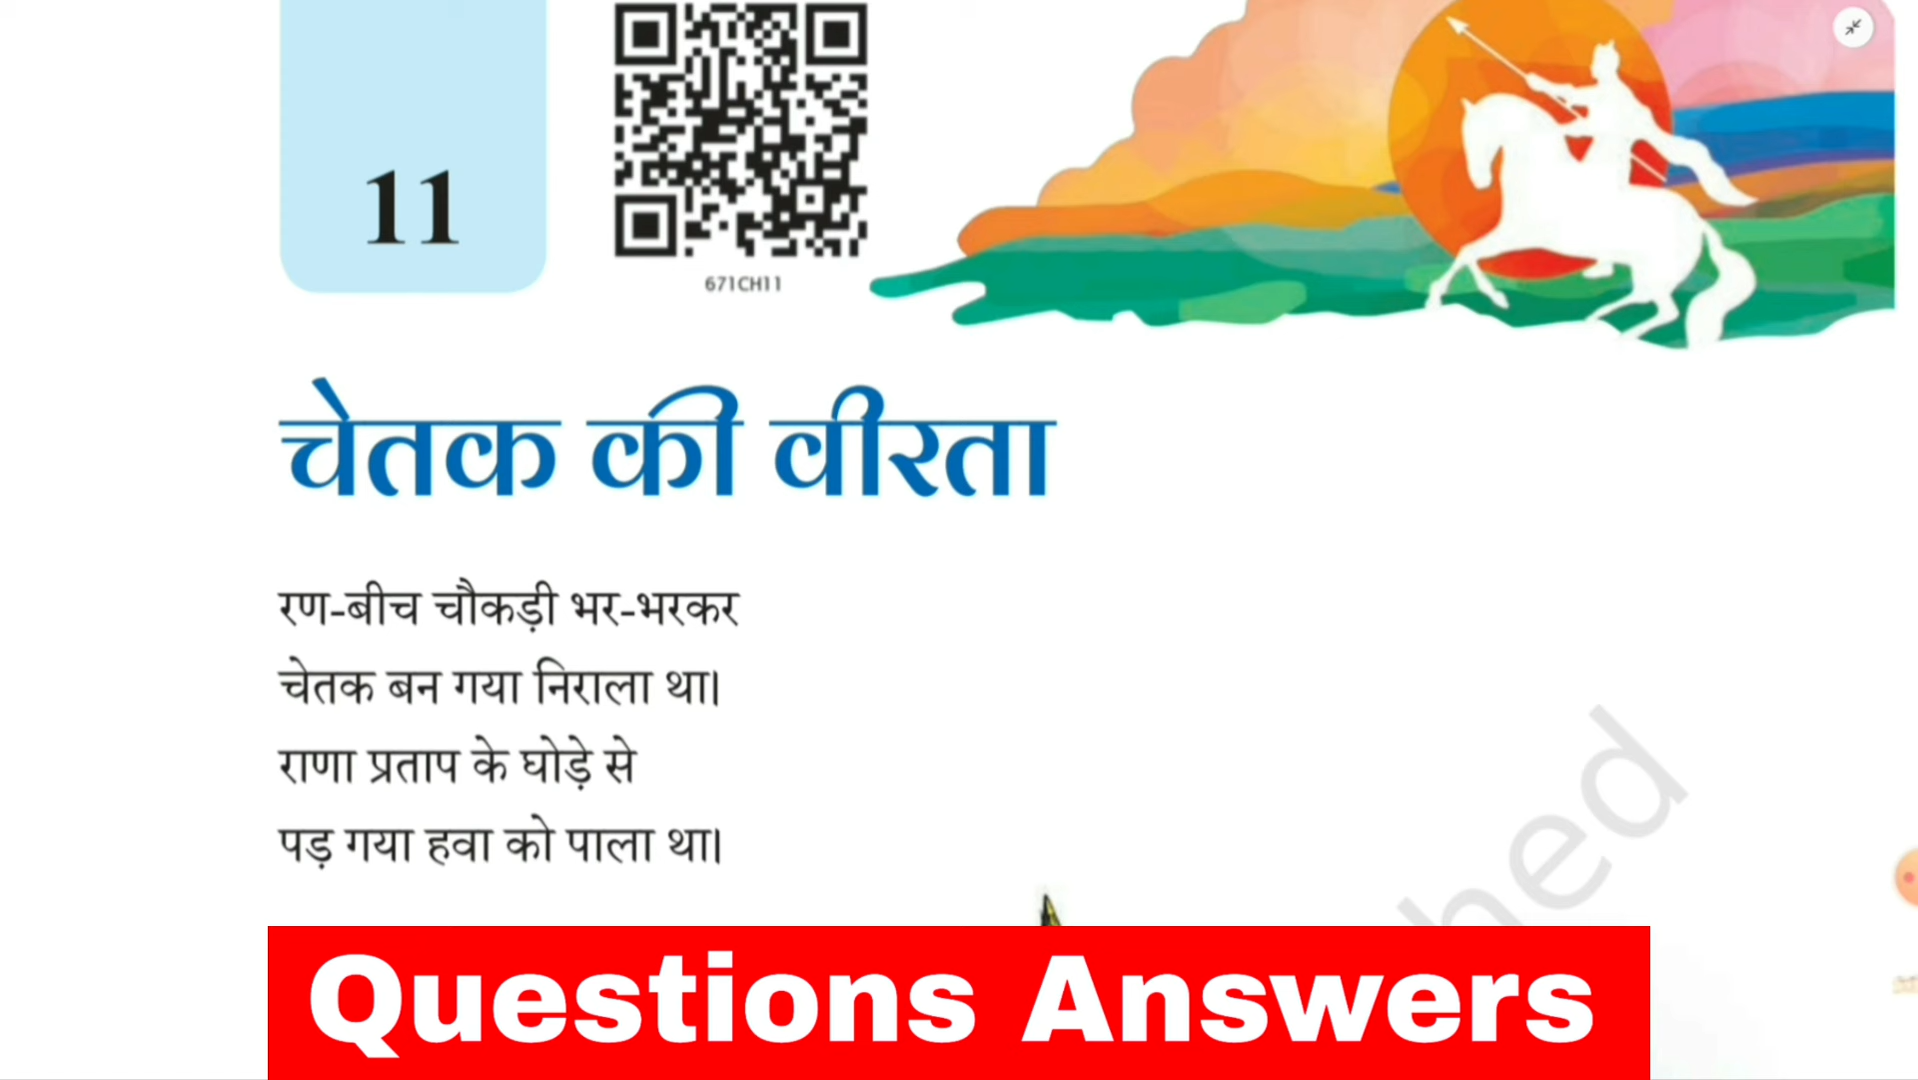 11
671CH11
चेतक की वीरता
रण-बीच चौकड़ी भर-भरकर
चेतक बन गया निराला था।
राणा प्रताप के घोड़े से
पड़ गया हवा को पाला था।
Questions Answers